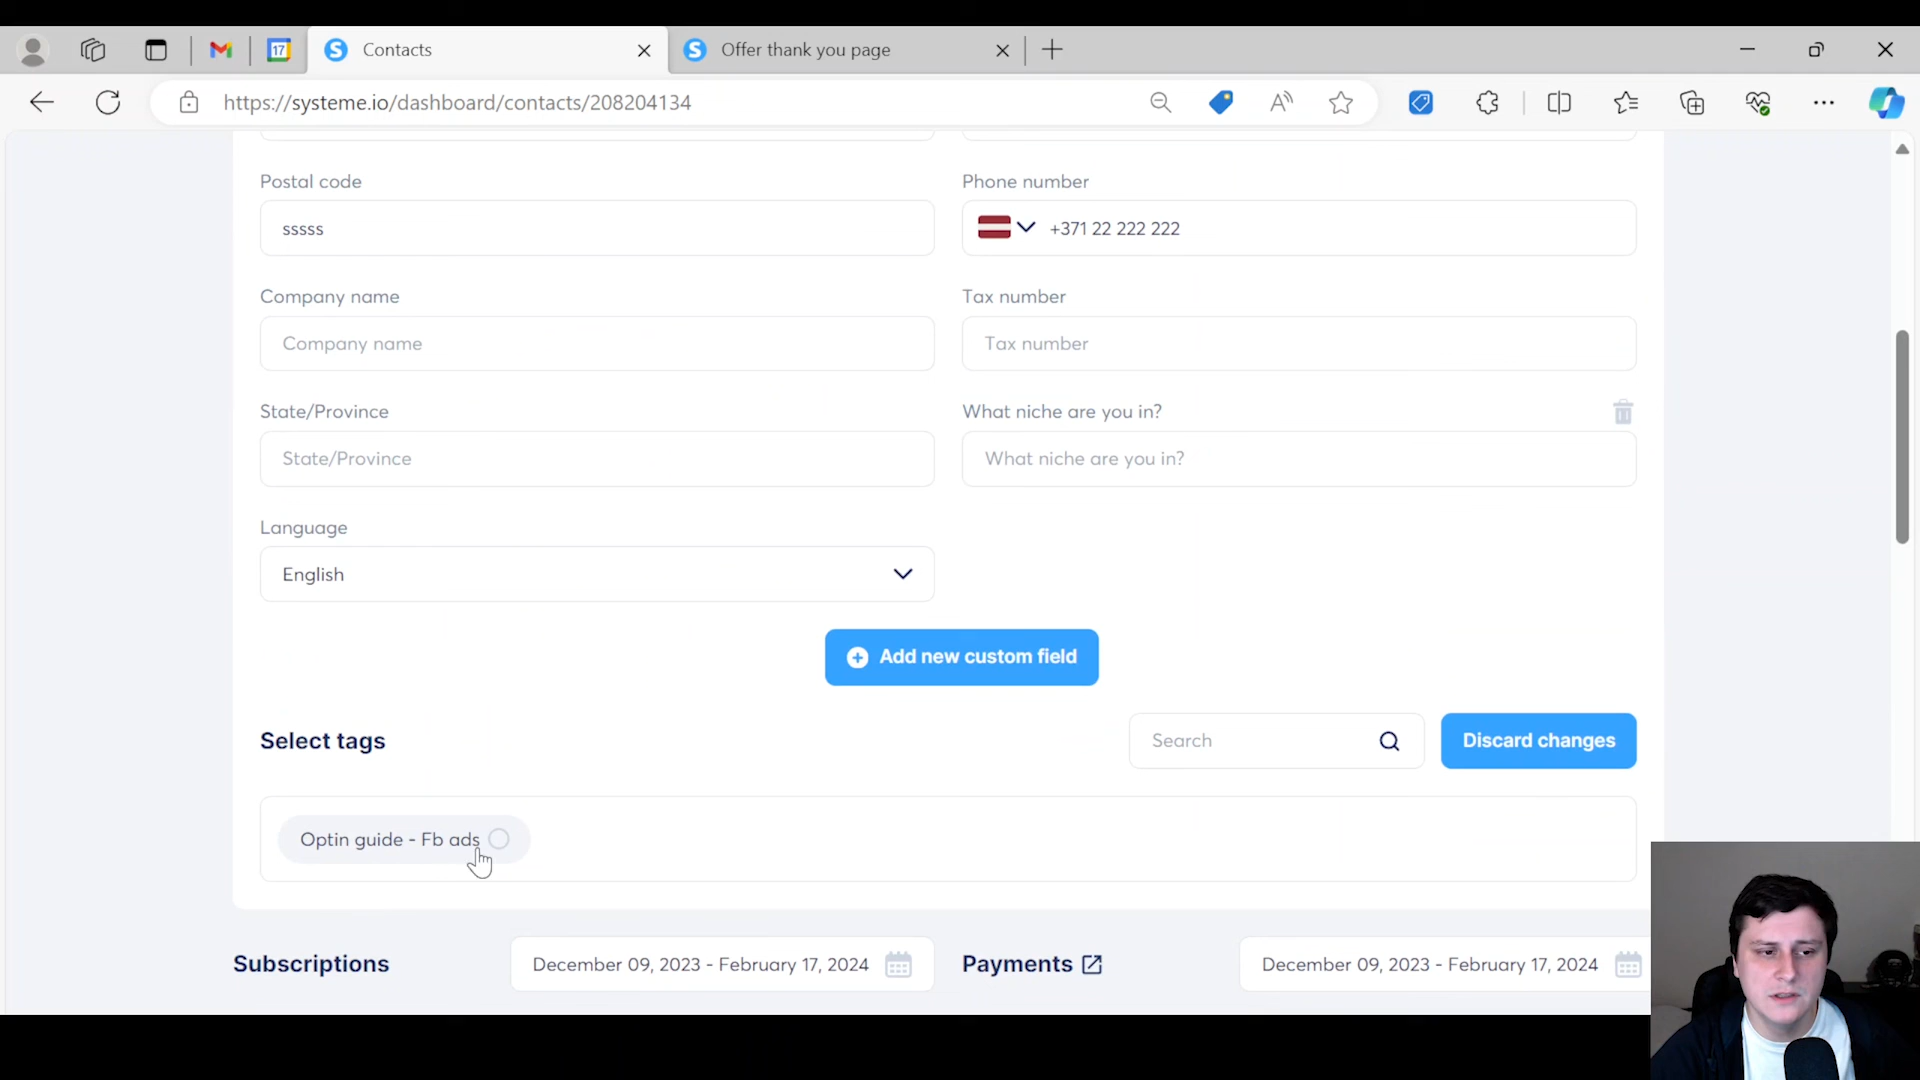 17
S Contacts
S Offer thank you page
https://systeme.io/dashboard/contacts/208204134
A
Postal code
Phone number
sssss
+371 22 222 222
Company name
Tax number
Company name
Tax number
State/Province
What niche are you in?
State/Province
What niche are you in?
Language
English
Add new custom field
Select tags
Search
Discard changes
Optin guide - Fb ads
Subscriptions
December 09, 2023 - February 17, 2024
Payments
December 09, 2023 - February 17, 2024